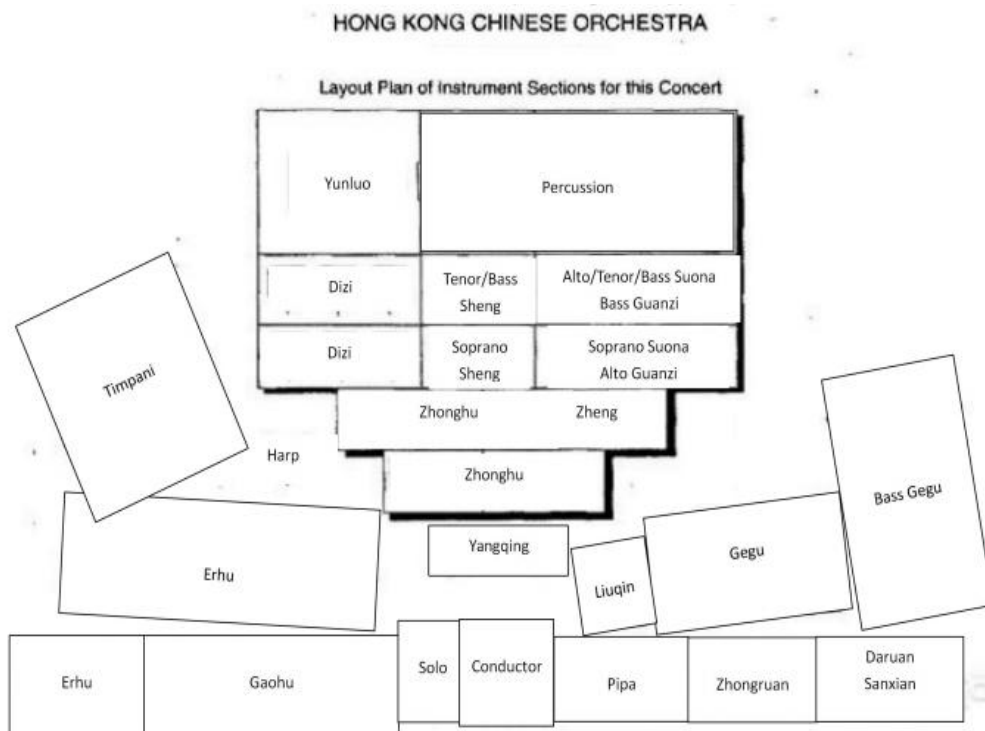 HONG KONG CHINESE ORCHESTRA
Layout Plan of Instrument Sections for this Concert
Yunluo
Percussion
Dizi
Tenor/Bass
Sheng
Alto/Tenor/Bass Suona
Bass Guanzi
Dizi
Soprano
Sheng
Soprano Suona
Alto Guanzi
Timpani
Zhonghu
Zheng
Harp
Zhonghu
Bass Gegu
Erhu
Yangqing
Liuqin
Gegu
Erhu
Gaohu
Solo
Conductor
Pipa
Zhongruan
Daruan
Sanxian